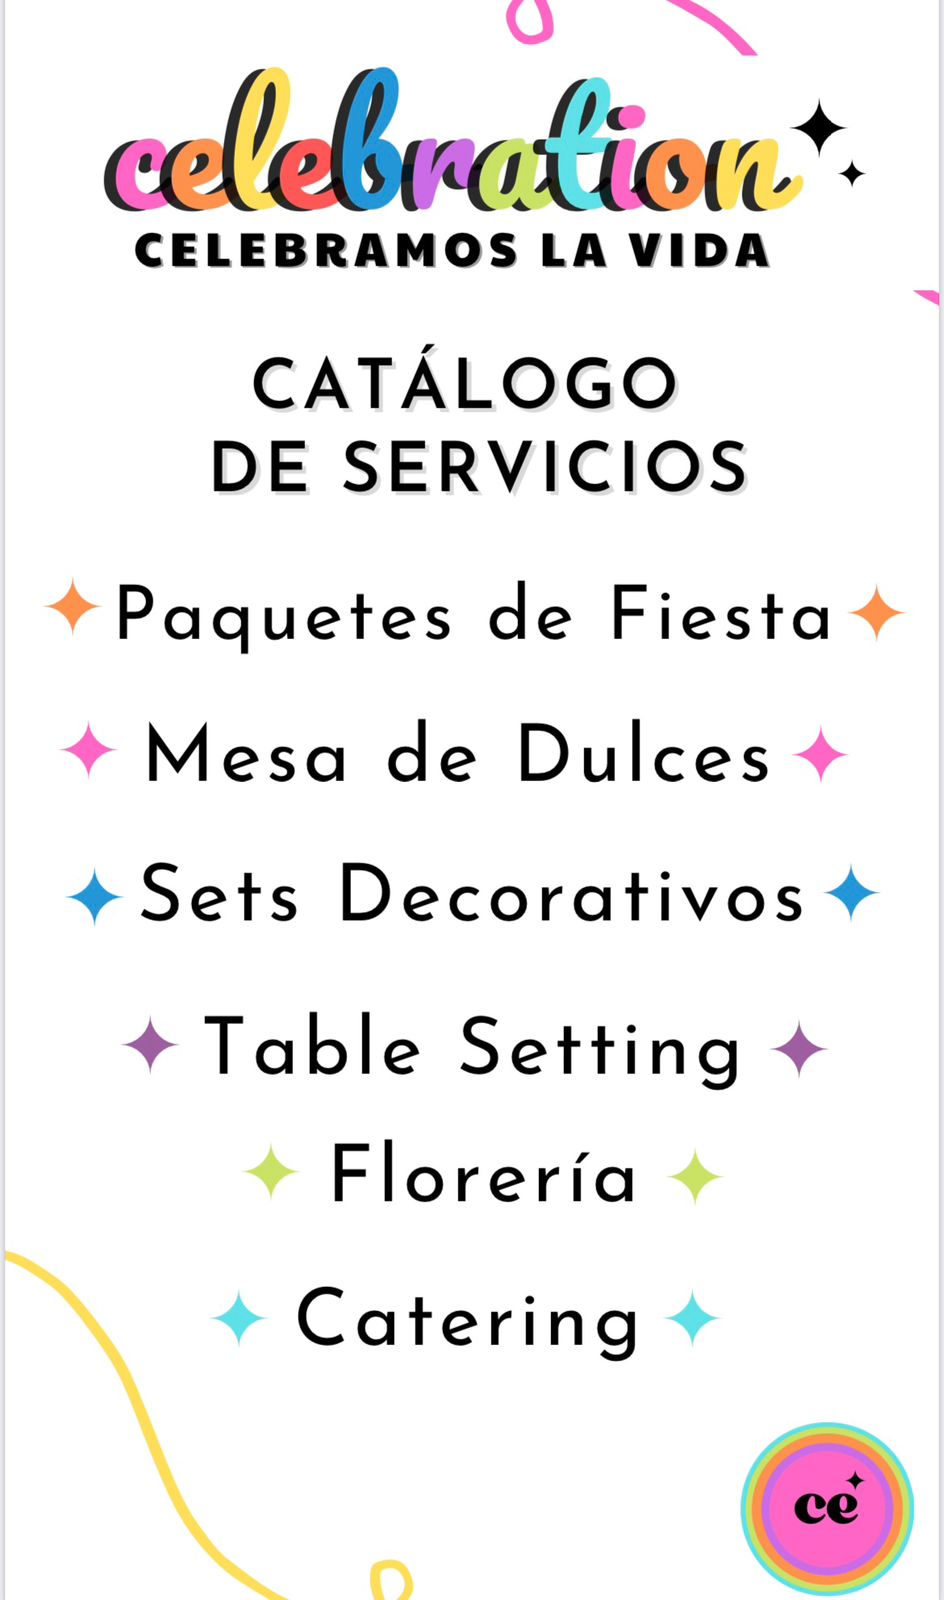 celebration
CELEBRAMOS LA VIDA
CATÁLOGO
DE SERVICIOS
Paquetes de Fiesta
Mesa de Dulces
Sets Decorativos
Table Setting
Florería
Catering
ce